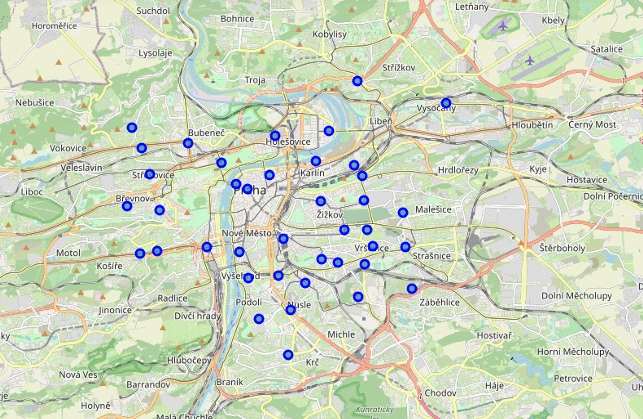 Suchdol
Letňany
Bohnice
Horoměřice
Kobylisy
Kbely
Lysolaje
Satalice
Střížkov
Troja
Nebušice
Vysočany
Libeň
Hloubětín
Černý Most
Bubeneč
Vokovice
Holešovice
Veleslavín
Kyje
Hrdlořezy
Střešovice
Karlín
Hostavice
Liboc
Praha
Břevnov
Dolní Počernice
Malešice
Žižkov
Nové Město
Štěrboholy
Vršovice
Motol
Strašnice
Košíře
Vyšehrad
Dolní Měcholupy
Radlice
Záběhlice
Podolí
Nusle
Jinonice
Dívčí hrady
Michle
Hostivař
Horní Měcholupy
Hlubočepy
Krč
Nová Ves
Petrovice
Barrandov
Braník
Háje
Chodov
Holyně
Kunratický
Malá Chuchle